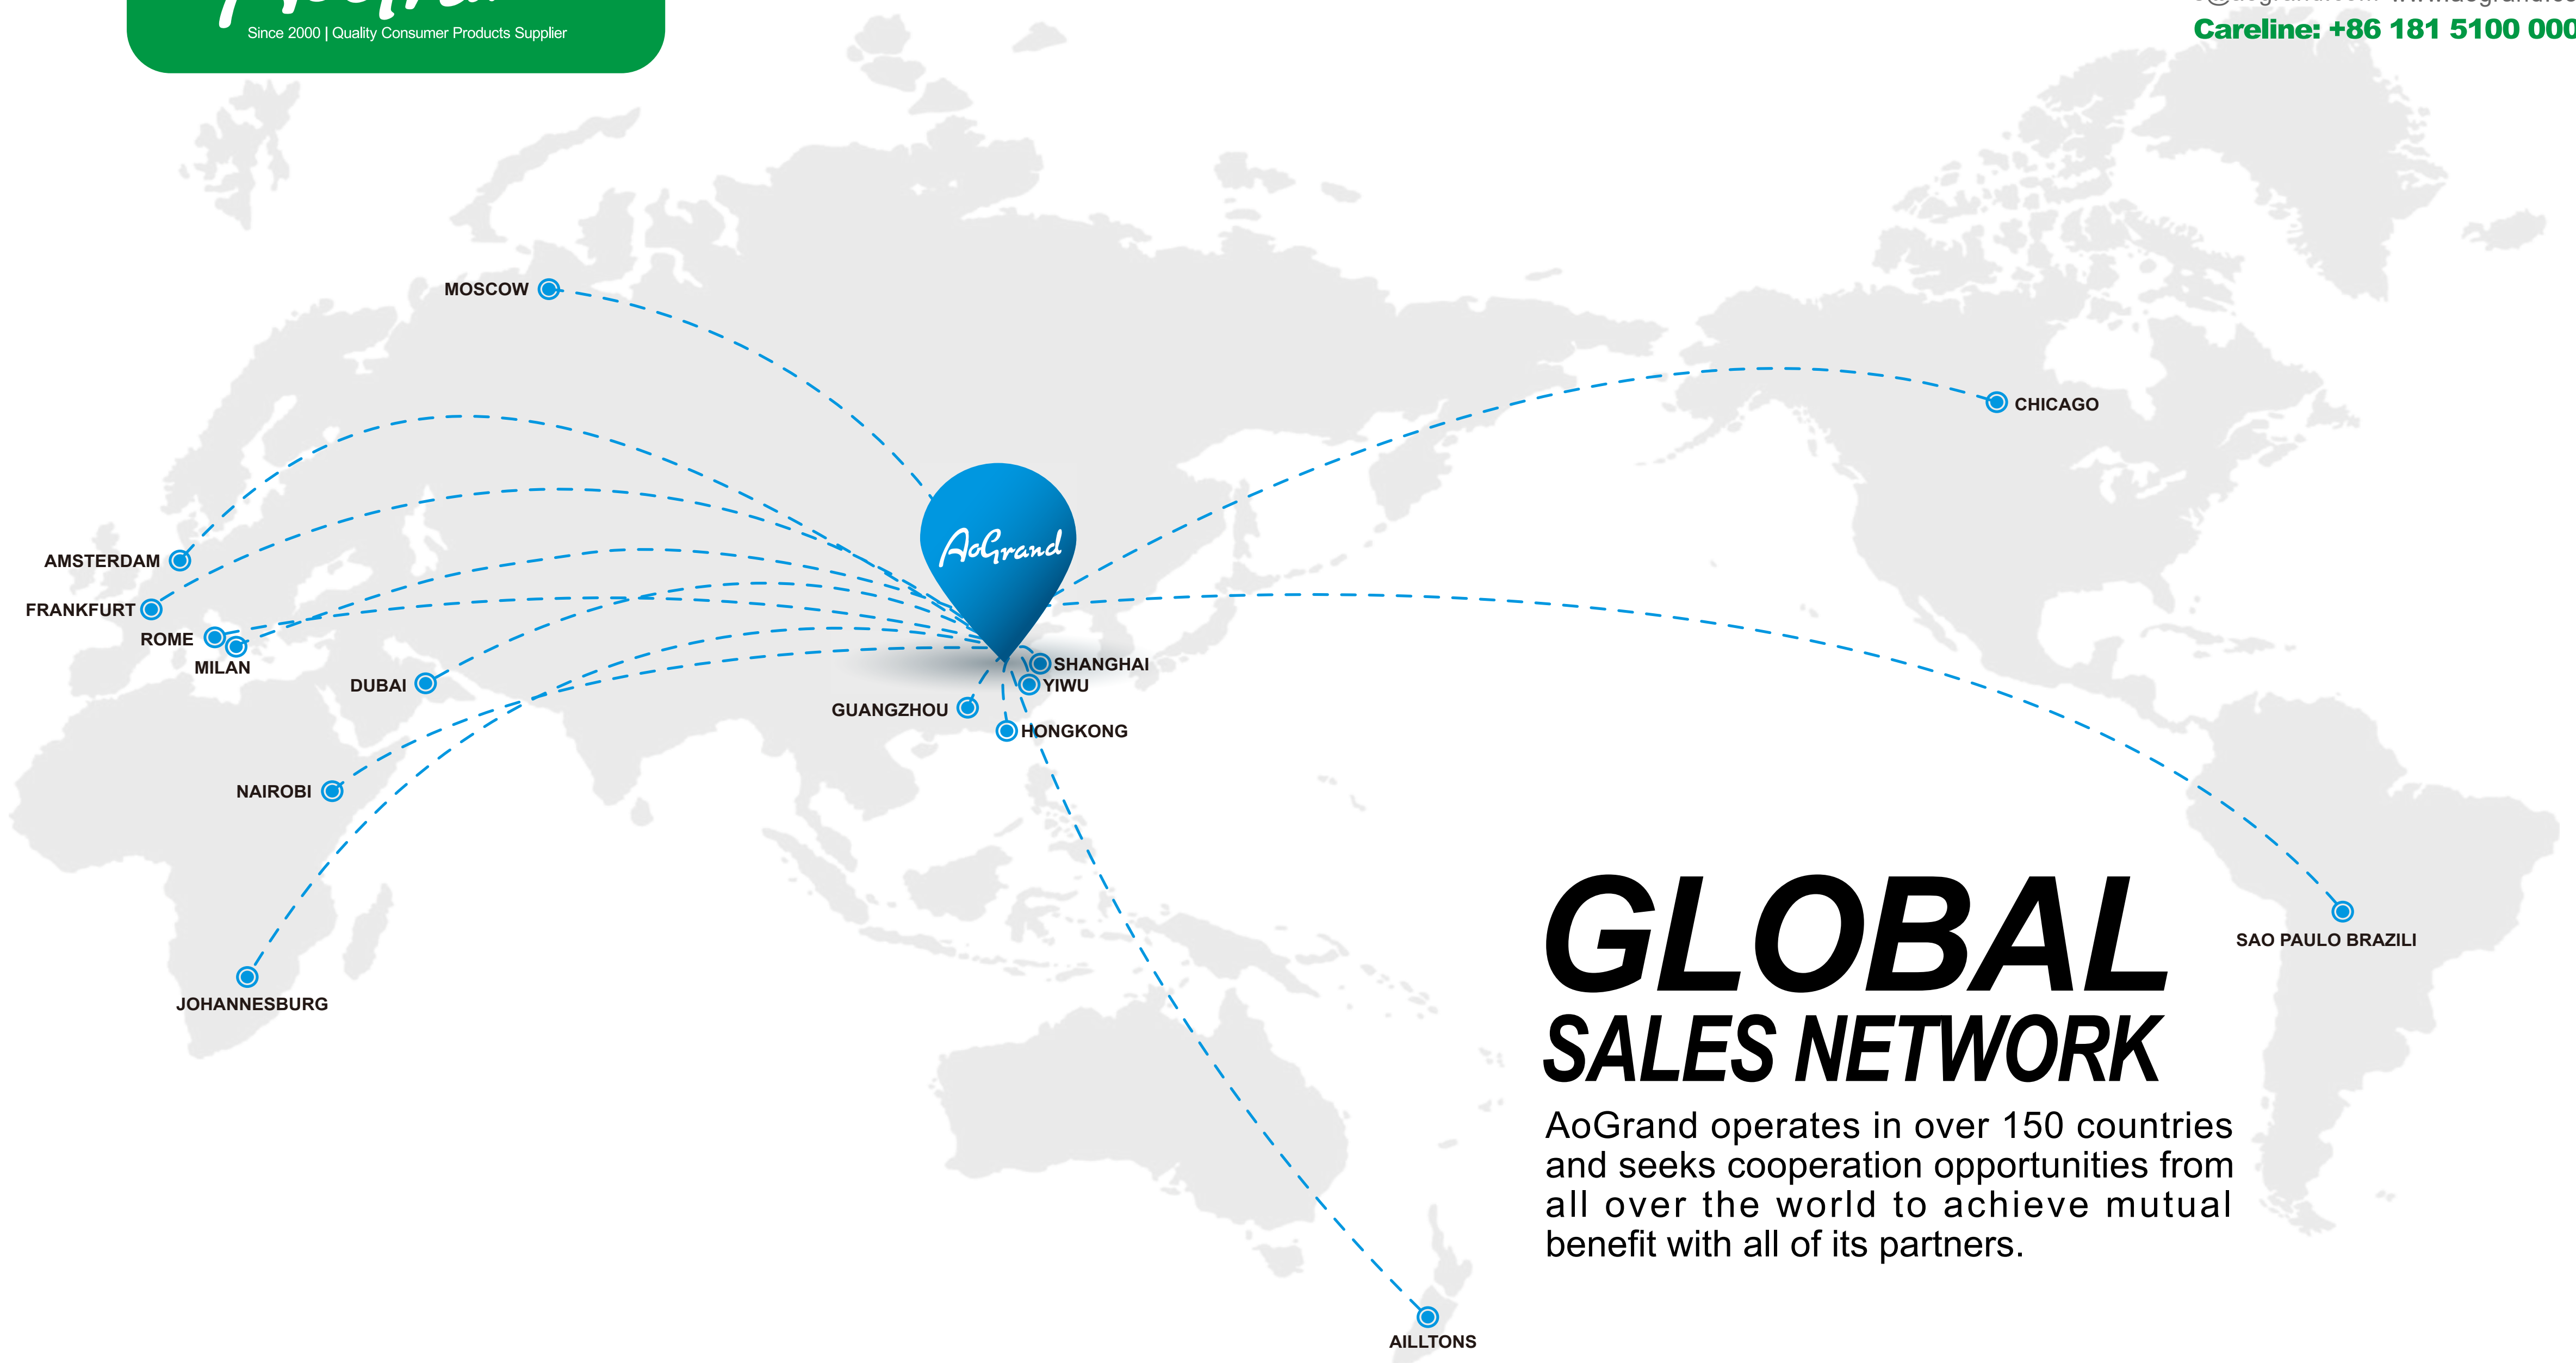 Since 2000 | Quality Consumer Products Supplier
Careline: +86 181 5100 000
MOSCOW
CHICAGO
AoGrand
AMSTERDAM
FRANKFURT
ROME
MILAN
DUBAI
SHANGHAI
YIWU
GUANGZHOU
HONGKONG
NAIROBI
JOHANNESBURG
SAO PAULO BRAZILI
GLOBAL
SALES NETWORK
AoGrand operates in over 150 countries
and seeks cooperation opportunities from
all over the world to achieve mutual
benefit with all of its partners.
AILLTONS